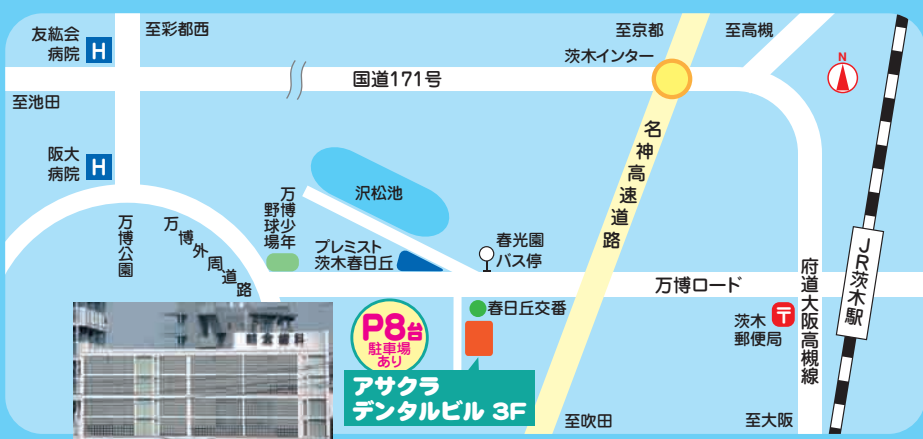 友紘会
病院
H
至彩都西
至京都
至高槻
茨木インター
N
国道171号
至池田
阪大
病院
H
名神高速道路
沢松池
万博少年
野球場
万博公園
万博外周道路
プレミスト
茨木春日丘
春光園
バス停
万博ロード
府道大阪高槻線
JR茨木駅
春日丘交番
茨木
郵便局
〒
P8台
駐車場
あり
朝倉歯科
アサクラ
デンタルビル 3F
至吹田
至大阪